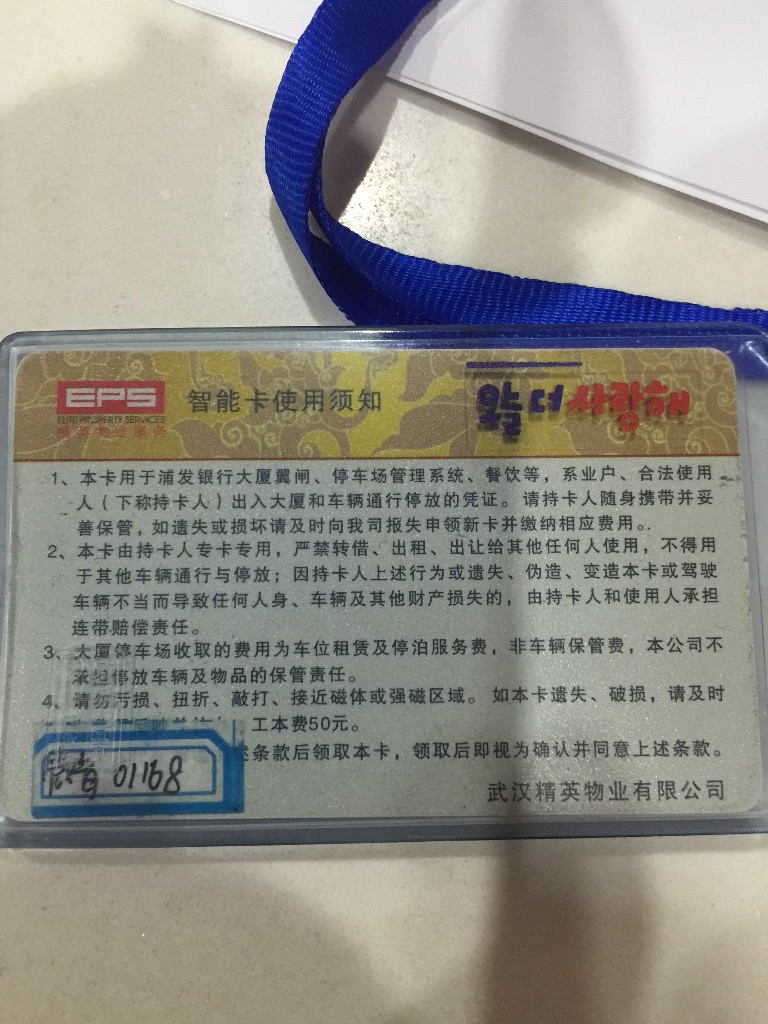 EPS
ELITE PROPERTY SERVICES
精英物业服务
智能卡使用须知
오늘 더 사랑해
1、本卡用于浦发银行大厦翼闸、停车场管理系统、餐饮等，系业户、合法使用
人（下称持卡人）出入大厦和车辆通行停放的凭证。请持卡人随身携带并妥
善保管，如遗失或损坏请及时向我司报失申领新卡并缴纳相应费用。.
2、本卡由持卡人专卡专用，严禁转借、出租、出让给其他任何人使用，不得用
于其他车辆通行与停放；因持卡人上述行为或遗失、伪造、变造本卡或驾驶
车辆不当而导致任何人身、车辆及其他财产损失的，由持卡人和使用人承担
连带赔偿责任。
3、大厦停车场收取的费用为车位租赁及停泊服务费，非车辆保管费，本公司不
承担停放车辆及物品的保管责任。
4、请勿污损、扭折、敲打、接近磁体或强磁区域。如本卡遗失、破损，请及时
工本费50元。
述条款后领取本卡，领取后即视为确认并同意上述条款。
01168
武汉精英物业有限公司